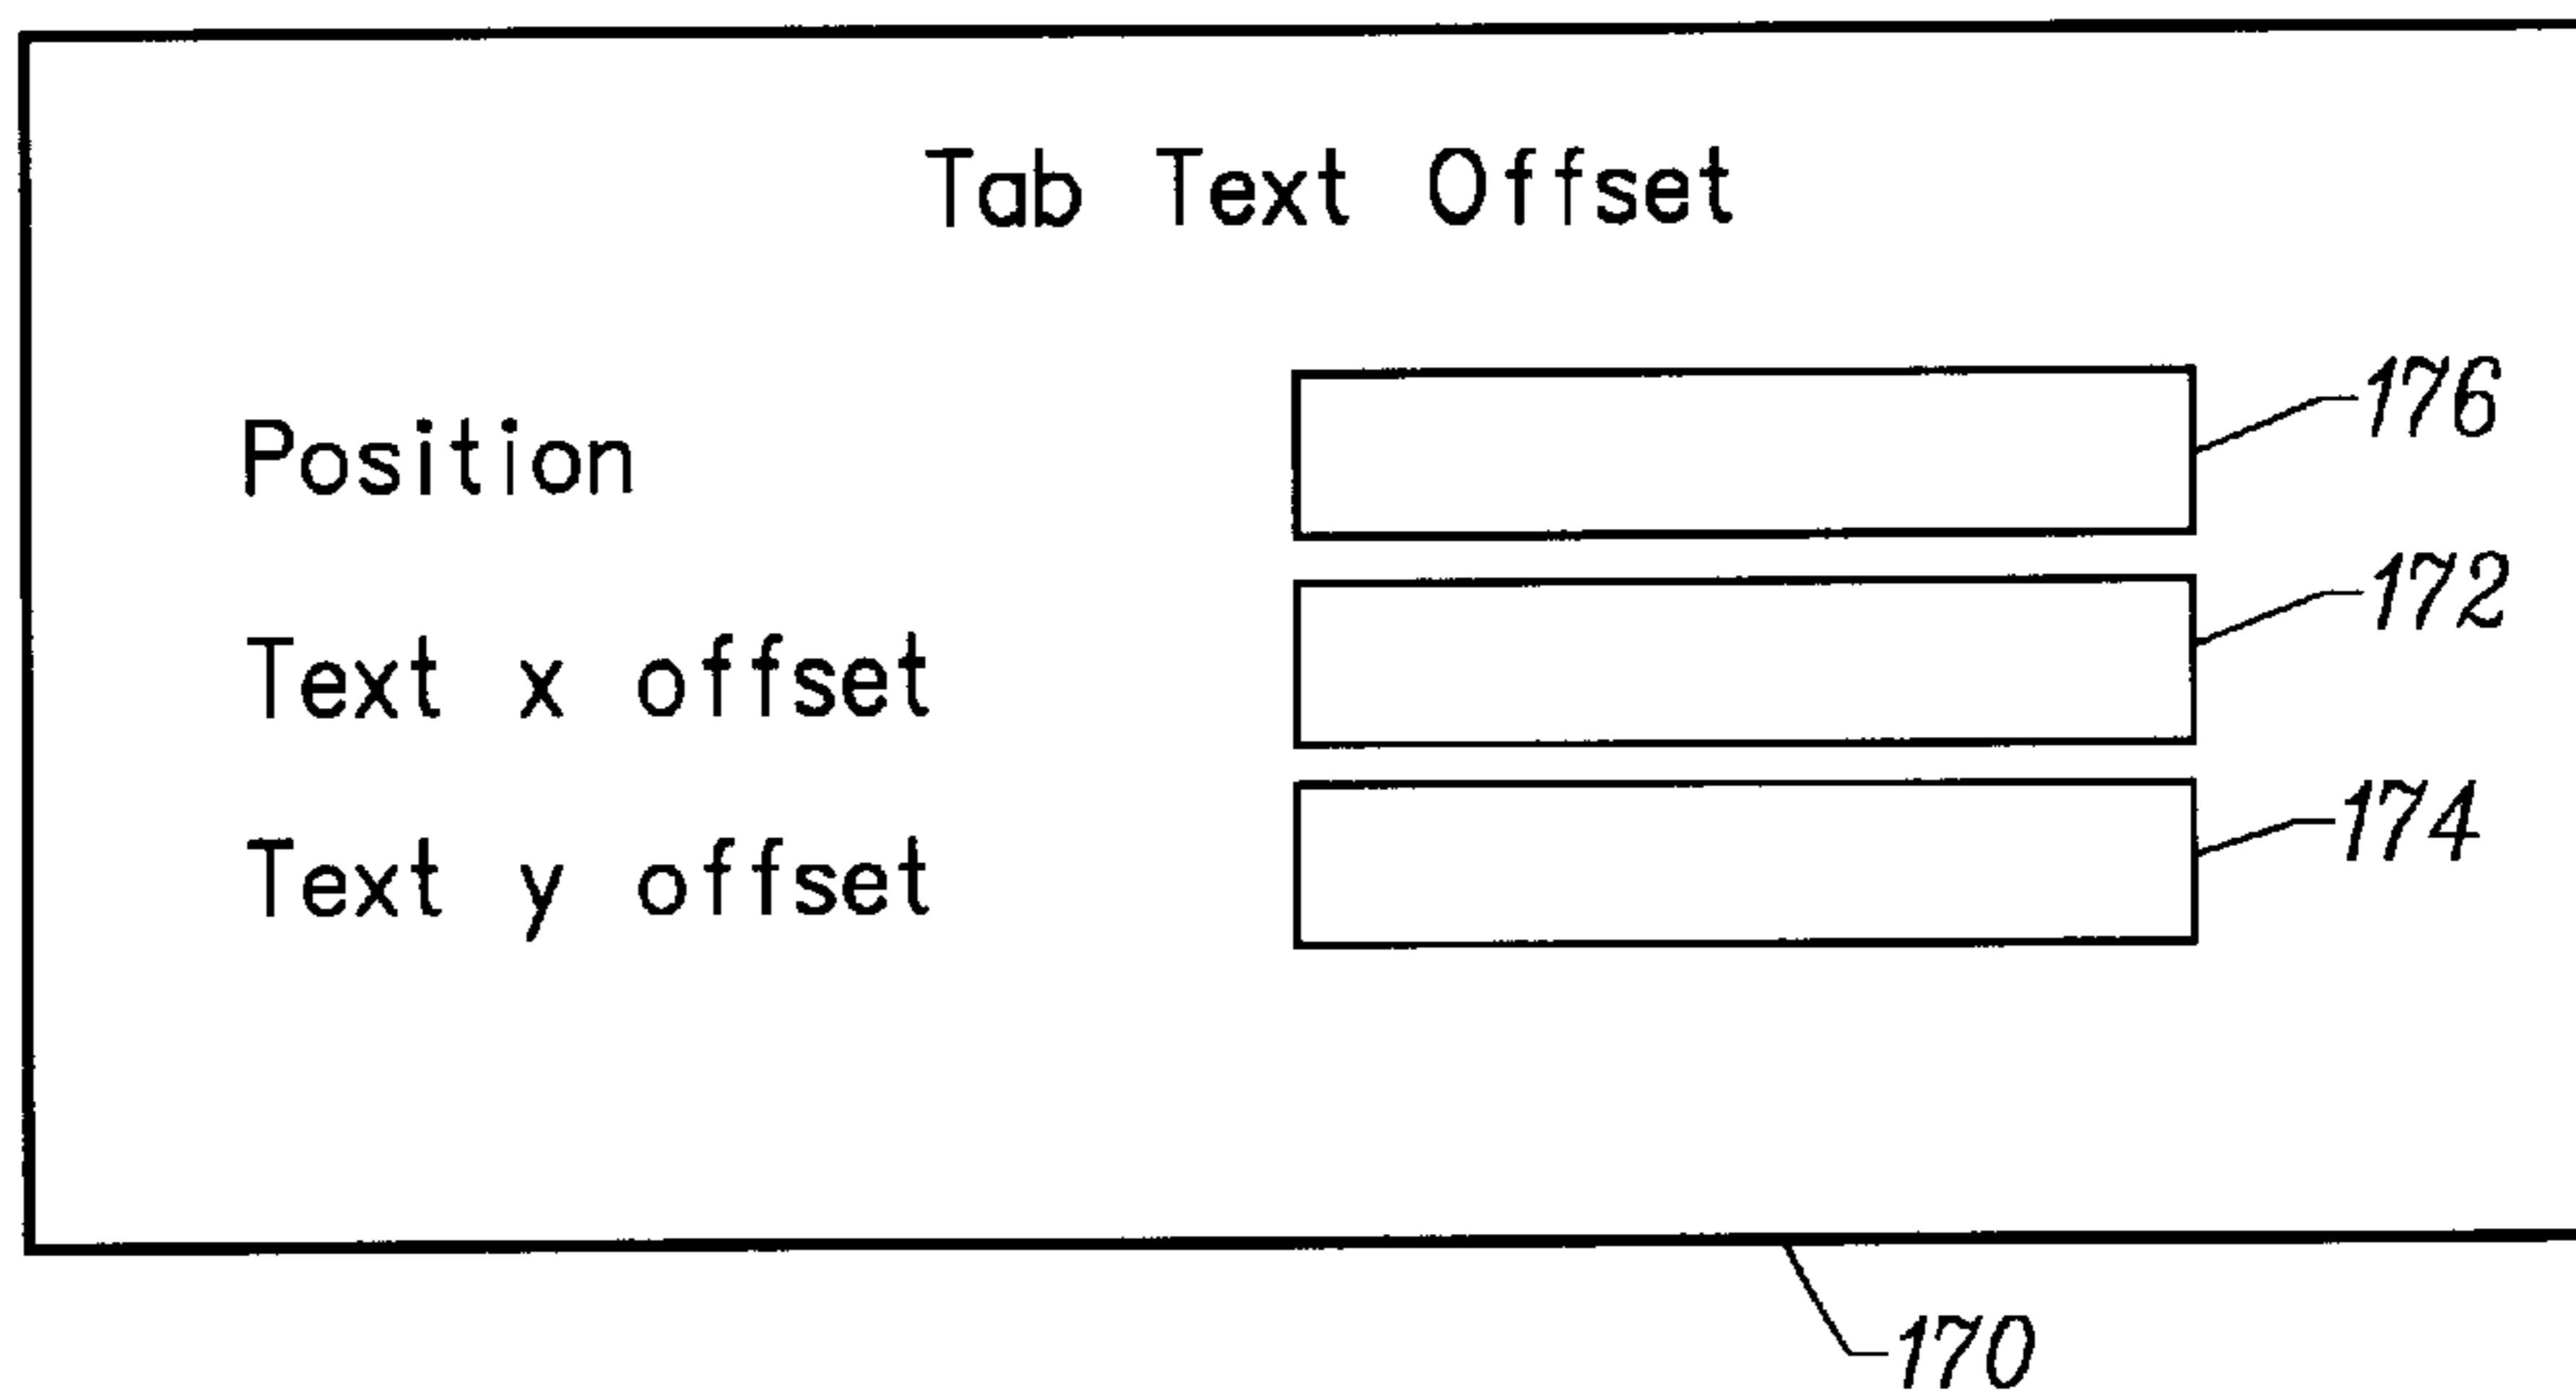 Tab Text Offset
Position 176
Text x offset 172
Text y offset 174
170